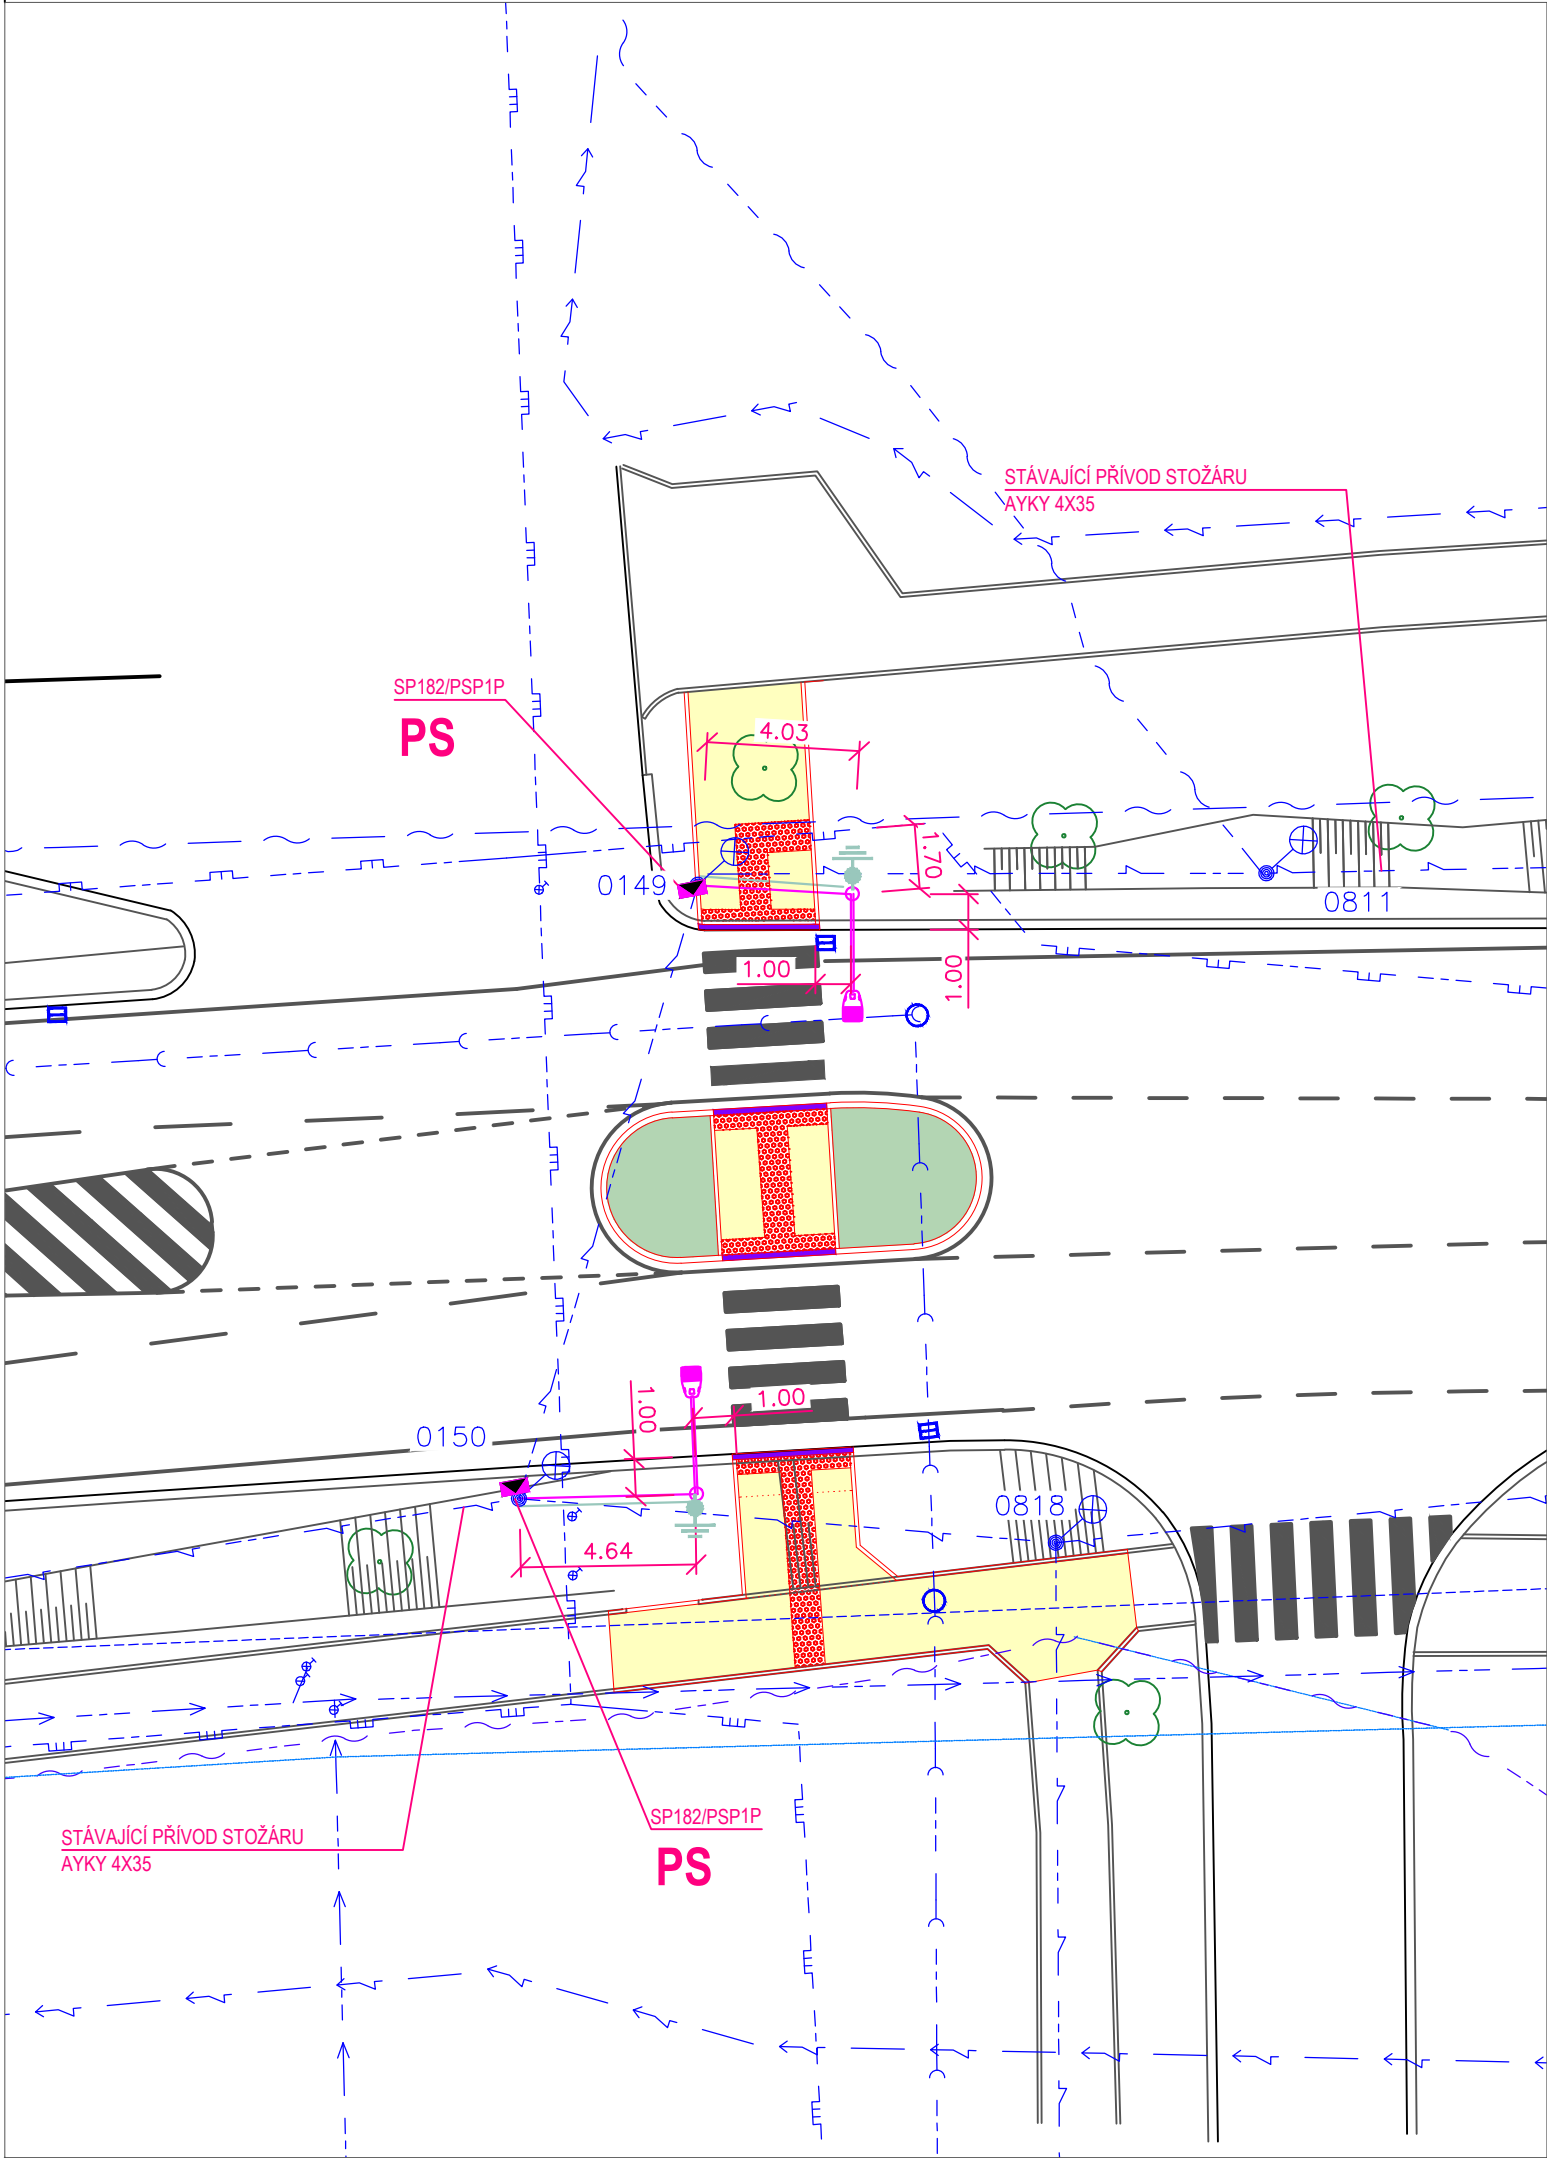 STÁVAJÍCÍ PŘÍVOD STOŽÁRU
AYKY 4X35
SP182/PSP1P
PS
4.03
1.70
0149
0811
1.00
1.00
1.00
1.00
0150
0818
4.64
SP182/PSP1P
PS
STÁVAJÍCÍ PŘÍVOD STOŽÁRU
AYKY 4X35